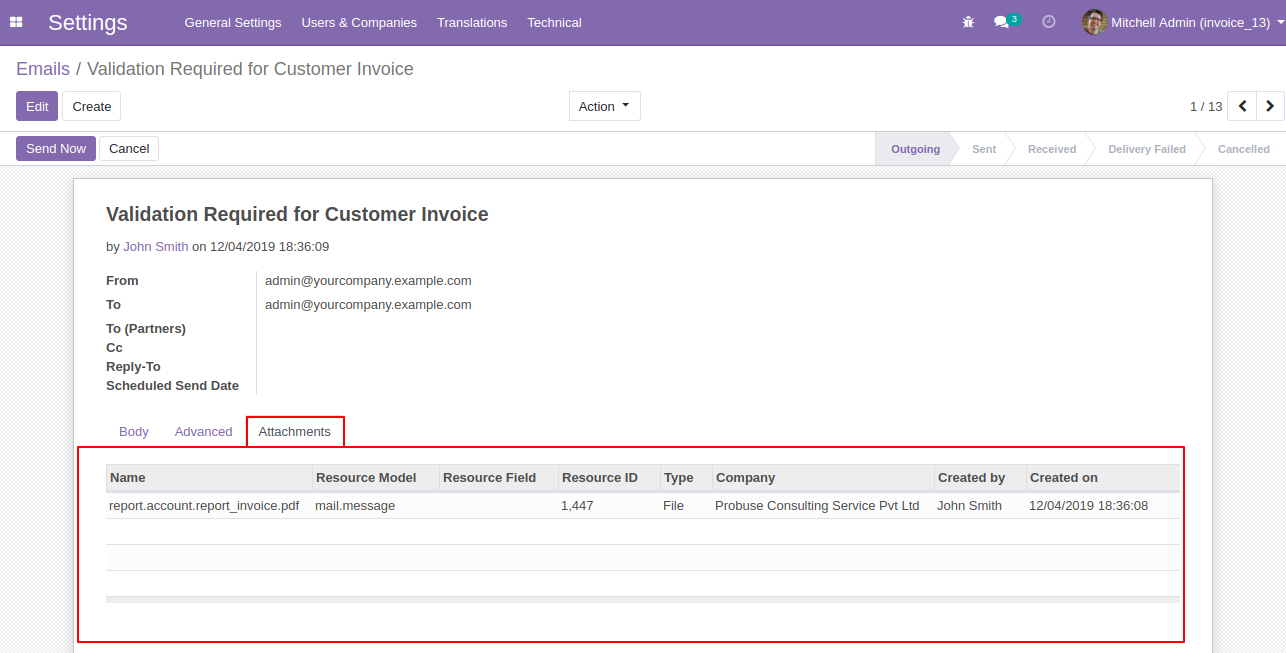 Settings General Settings Users & Companies Translations Technical 3 Mitchell Admin (invoice_13)
Emails / Validation Required for Customer Invoice
Edit Create Action 1 / 13
Send Now Cancel Outgoing Sent Received Delivery Failed Cancelled
Validation Required for Customer Invoice
by John Smith on 12/04/2019 18:36:09
From admin@yourcompany.example.com
To admin@yourcompany.example.com
To (Partners)
Cc
Reply-To
Scheduled Send Date
Body Advanced Attachments
Name Resource Model Resource Field Resource ID Type Company Created by Created on
report.account.report_invoice.pdf mail.message 1,447 File Probuse Consulting Service Pvt Ltd John Smith 12/04/2019 18:36:08